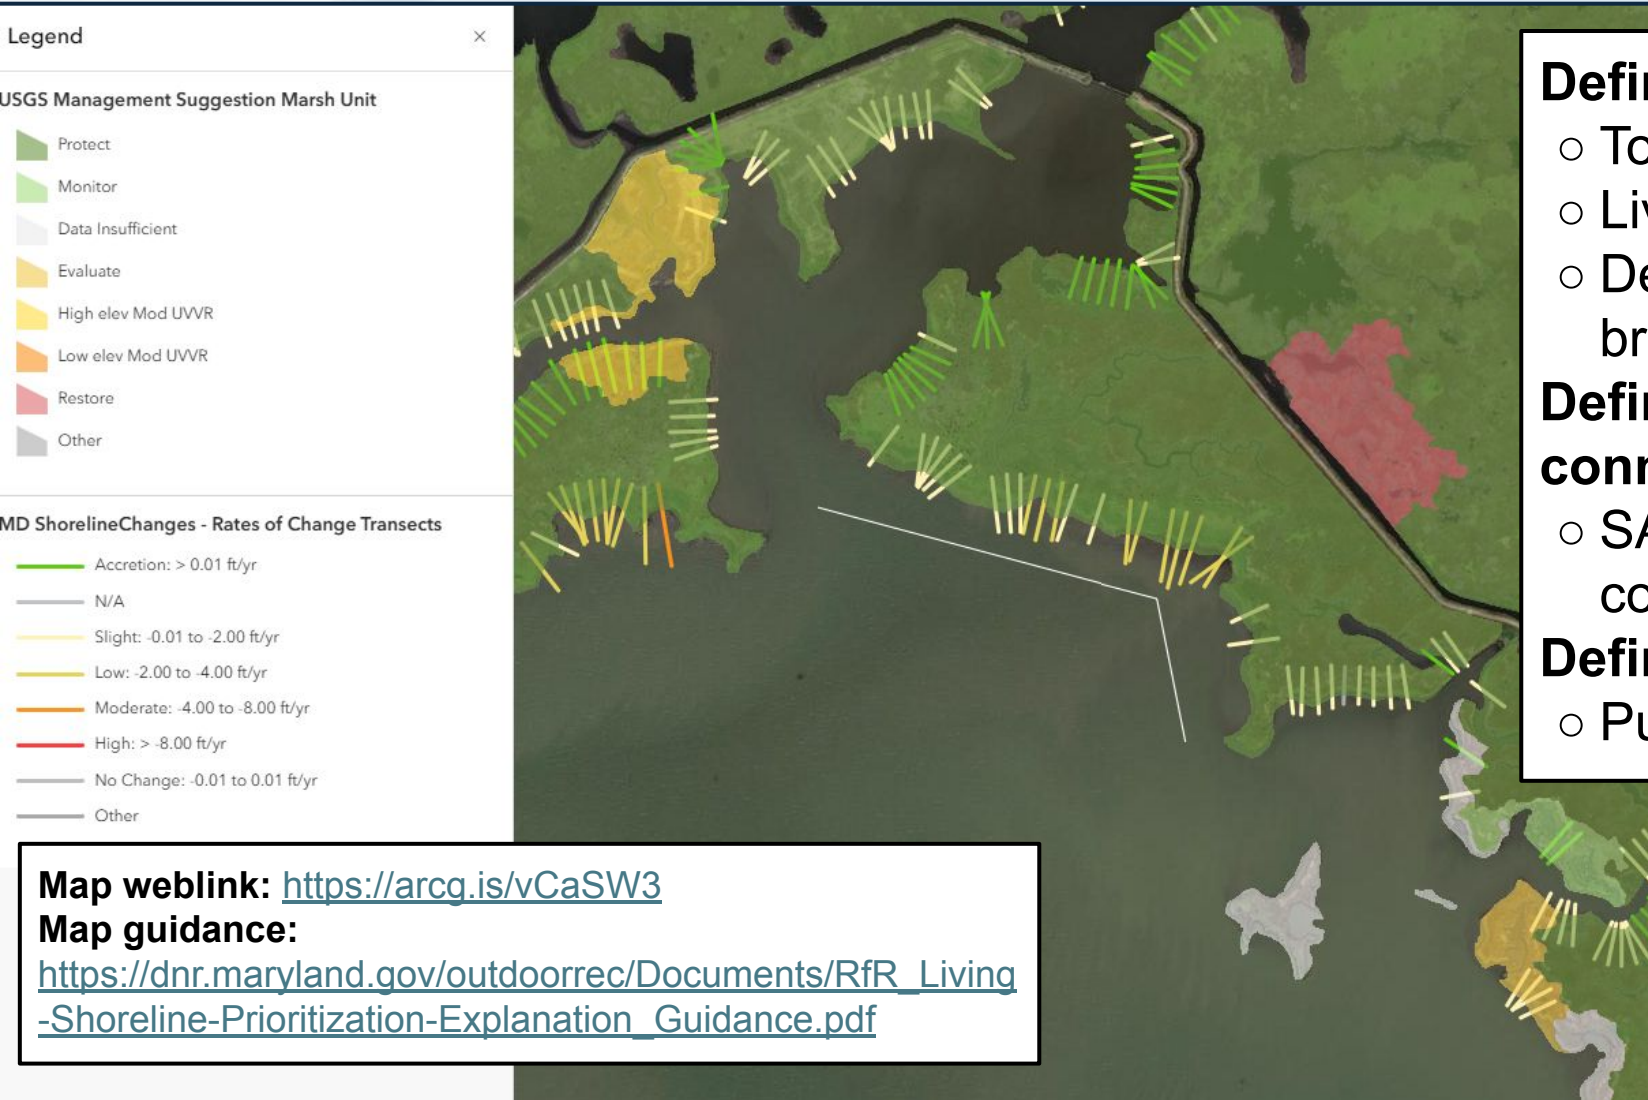 Legend
USGS Management Suggestion Marsh Unit
Protect
Monitor
Data Insufficient
Evaluate
High elev Mod UVVR
Low elev Mod UVVR
Restore
Other
MD ShorelineChanges - Rates of Change Transects
Accretion: > 0.01 ft/yr
N/A
Slight: -0.01 to -2.00 ft/yr
Low: -2.00 to -4.00 ft/yr
Moderate: -4.00 to -8.00 ft/yr
High: > -8.00 ft/yr
No Change: -0.01 to 0.01 ft/yr
Other
Map weblink: https://arcg.is/vCaSW3
Map guidance:
https://dnr.maryland.gov/outdoorrec/Documents/RfR_Living
-Shoreline-Prioritization-Explanation_Guidance.pdf